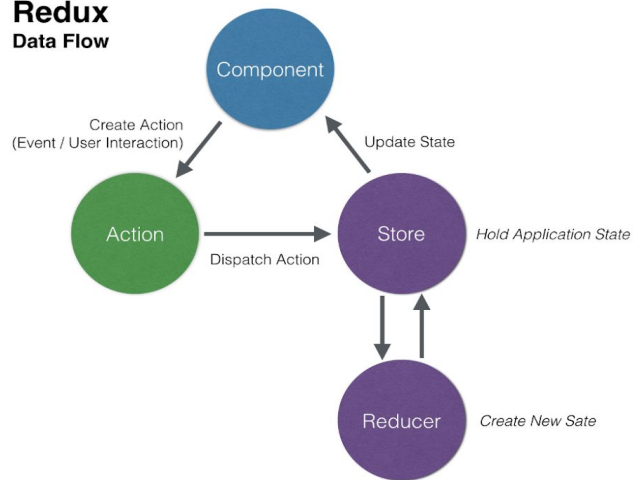 Redux
Data Flow
Component
Create Action
(Event / User Interaction)
Update State
Action
Dispatch Action
Store
Hold Application State
Reducer
Create New Sate